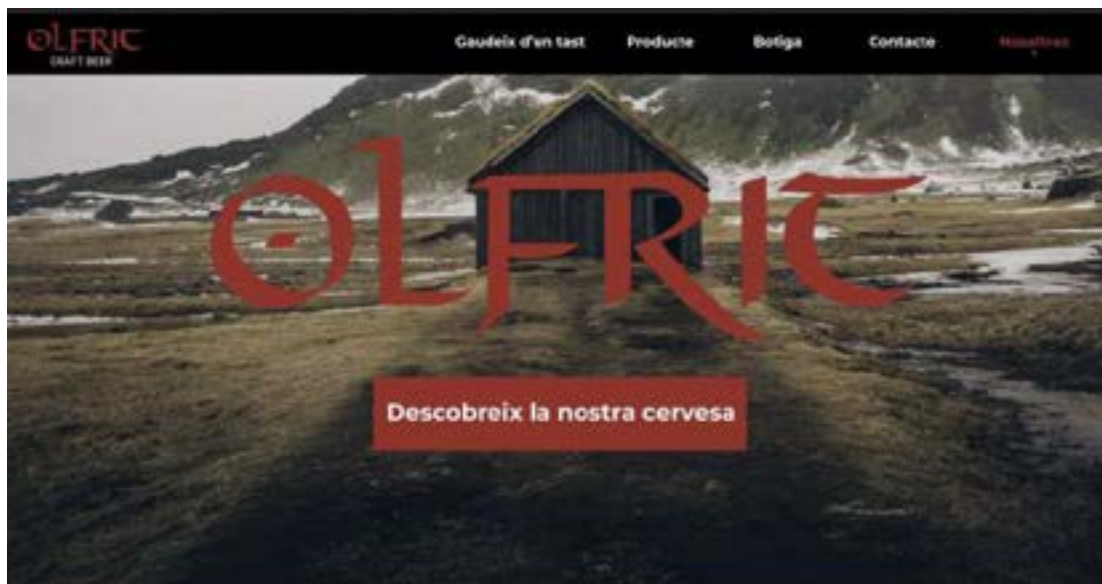 OLFRIC
CRAFT BEER
Gaudeix d'un tast Producte Botiga Contacte Nosaltres
OLFRIC
Descobreix la nostra cervesa